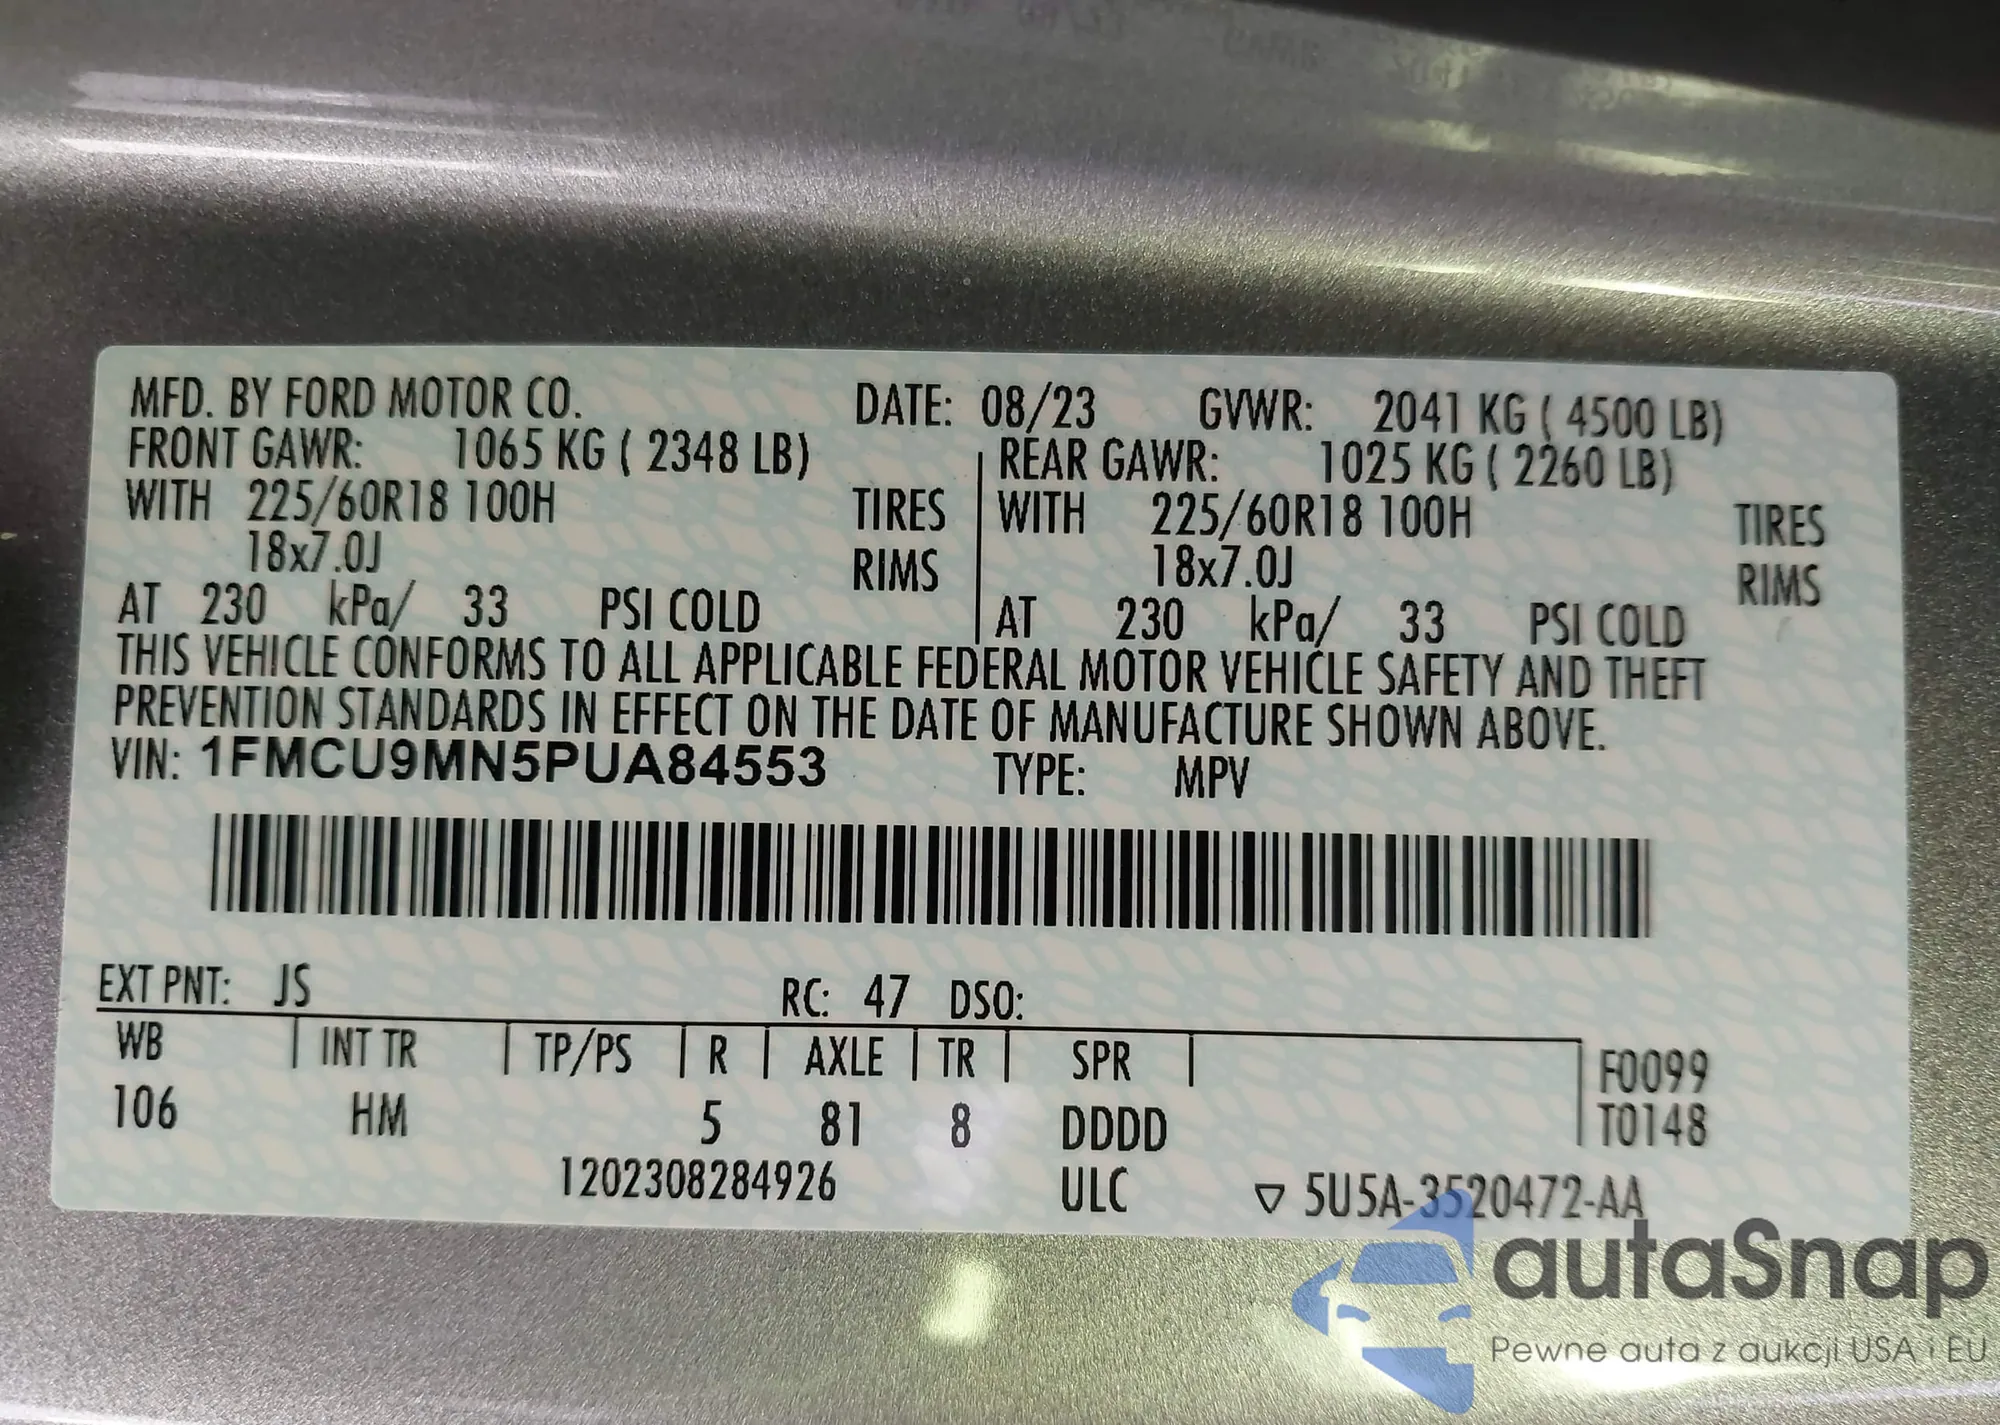 MFD. BY FORD MOTOR CO. DATE: 08/23 GVWR: 2041 KG ( 4500 LB)
FRONT GAWR: 1065 KG ( 2348 LB) REAR GAWR: 1025 KG ( 2260 LB)
WITH 225/60R18 100H TIRES WITH 225/60R18 100H TIRES
18x7.0J RIMS 18x7.0J RIMS
AT 230 kPa/ 33 PSI COLD AT 230 kPa/ 33 PSI COLD
THIS VEHICLE CONFORMS TO ALL APPLICABLE FEDERAL MOTOR VEHICLE SAFETY AND THEFT
PREVENTION STANDARDS IN EFFECT ON THE DATE OF MANUFACTURE SHOWN ABOVE.
VIN: 1FMCU9MN5PUA84553 TYPE: MPV
EXT PNT: JS RC: 47 DSO:
WB INT TR TP/PS R AXLE TR SPR F0099
106 HM 5 81 8 DDDD T0148
1202308284926 ULC ▽ 5U5A-3520472-AA
autaSnap
Pewne auta z aukcji USA i EU